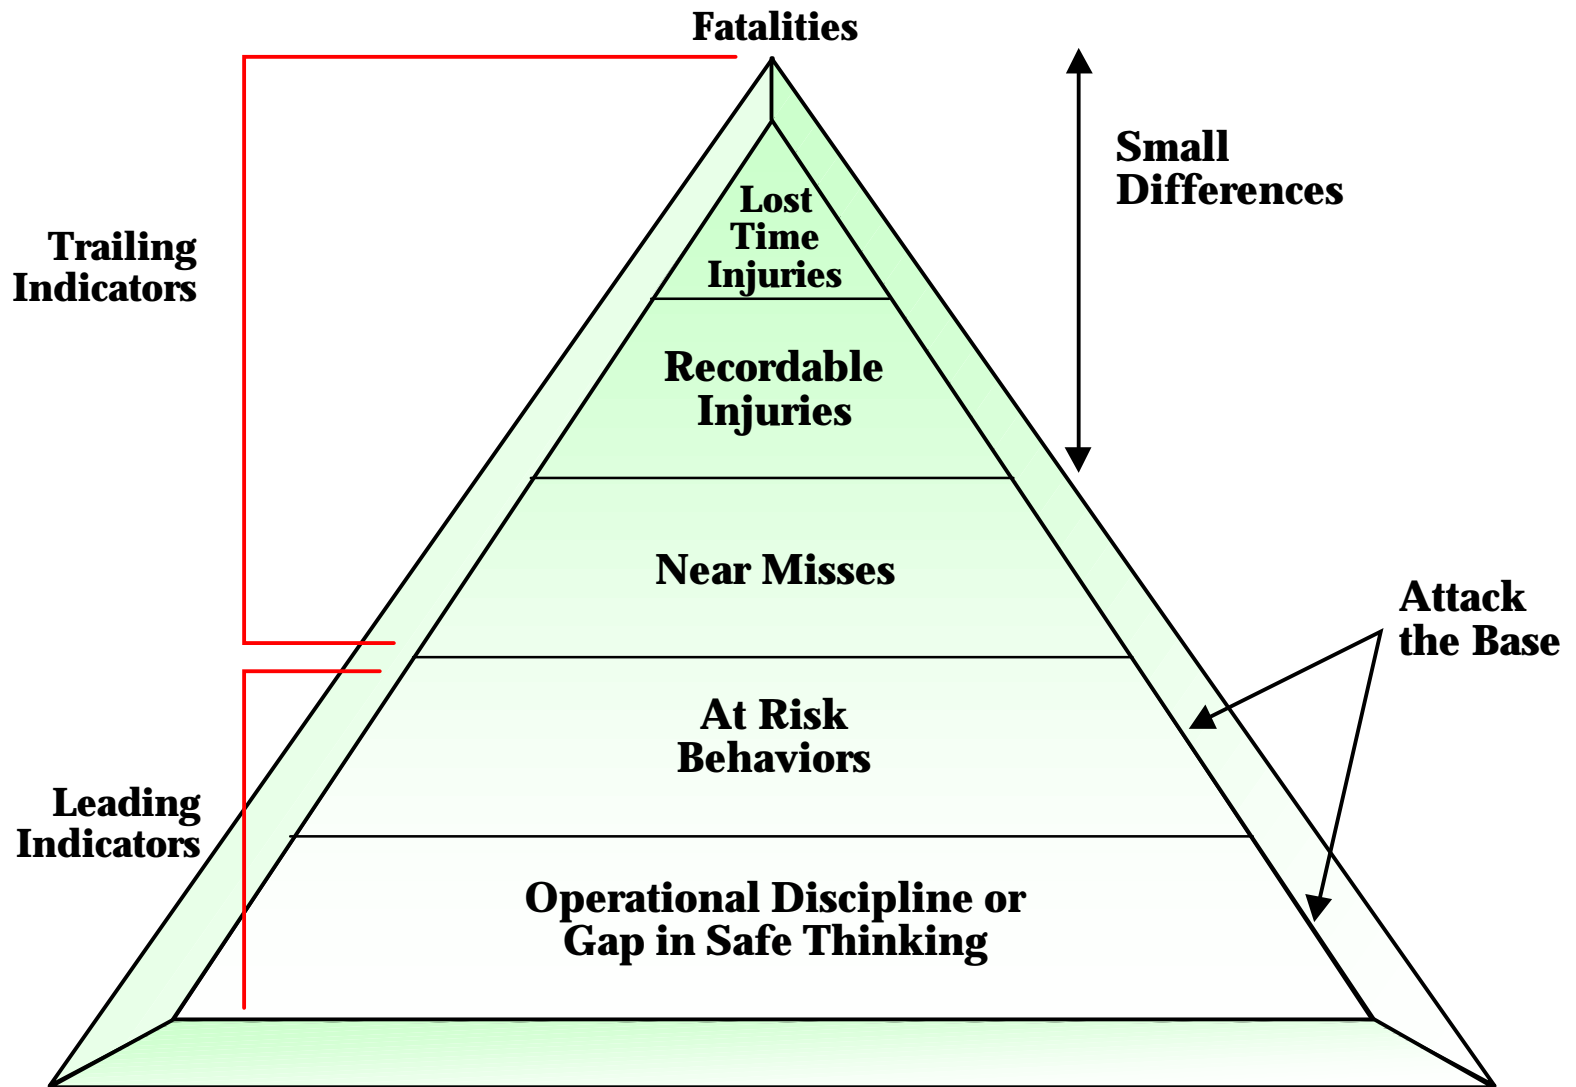 Fatalities
Small
Differences
Lost
Time
Injuries
Trailing
Indicators
Recordable
Injuries
Near Misses
Attack
the Base
At Risk
Behaviors
Leading
Indicators
Operational Discipline or
Gap in Safe Thinking